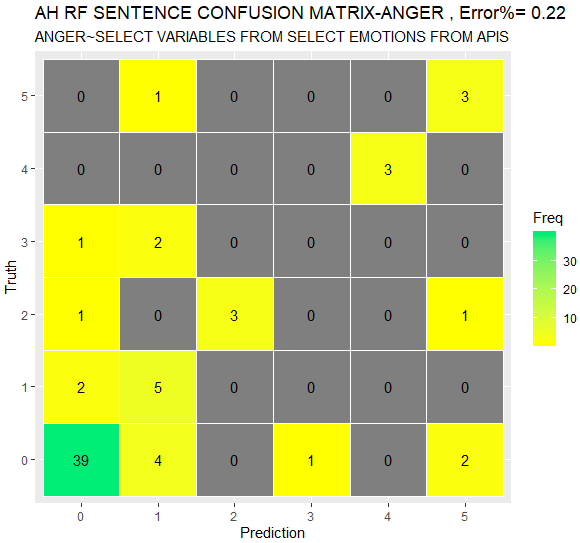 AH RF SENTENCE CONFUSION MATRIX-ANGER , Error%= 0.22
ANGER~SELECT VARIABLES FROM SELECT EMOTIONS FROM APIS
5 0 1 0 0 0 3
4 0 0 0 0 3 0
3 1 2 0 0 0 0
2 1 0 3 0 0 1
1 2 5 0 0 0 0
0 39 4 0 1 0 2
0 1 2 3 4 5
Prediction
Truth
Freq
30
20
10